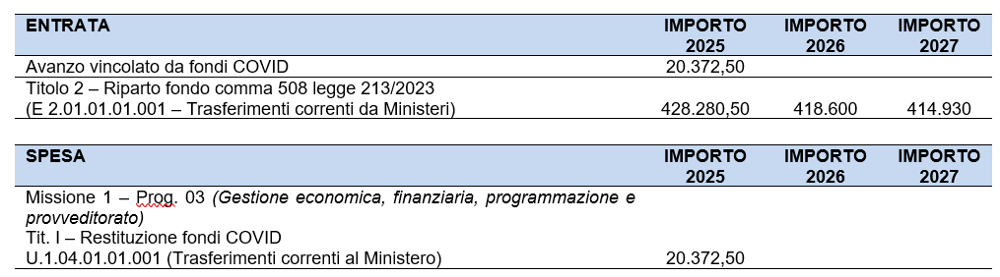 ENTRATA IMPORTO 2025 IMPORTO 2026 IMPORTO 2027
Avanzo vincolato da fondi COVID 20.372,50
Titolo 2 – Riparto fondo comma 508 legge 213/2023
(E 2.01.01.01.001 – Trasferimenti correnti da Ministeri) 428.280,50 418.600 414.930
SPESA IMPORTO 2025 IMPORTO 2026 IMPORTO 2027
Missione 1 – Prog. 03 (Gestione economica, finanziaria, programmazione e
provveditorato)
Tit. I – Restituzione fondi COVID
U.1.04.01.01.001 (Trasferimenti correnti al Ministero) 20.372,50